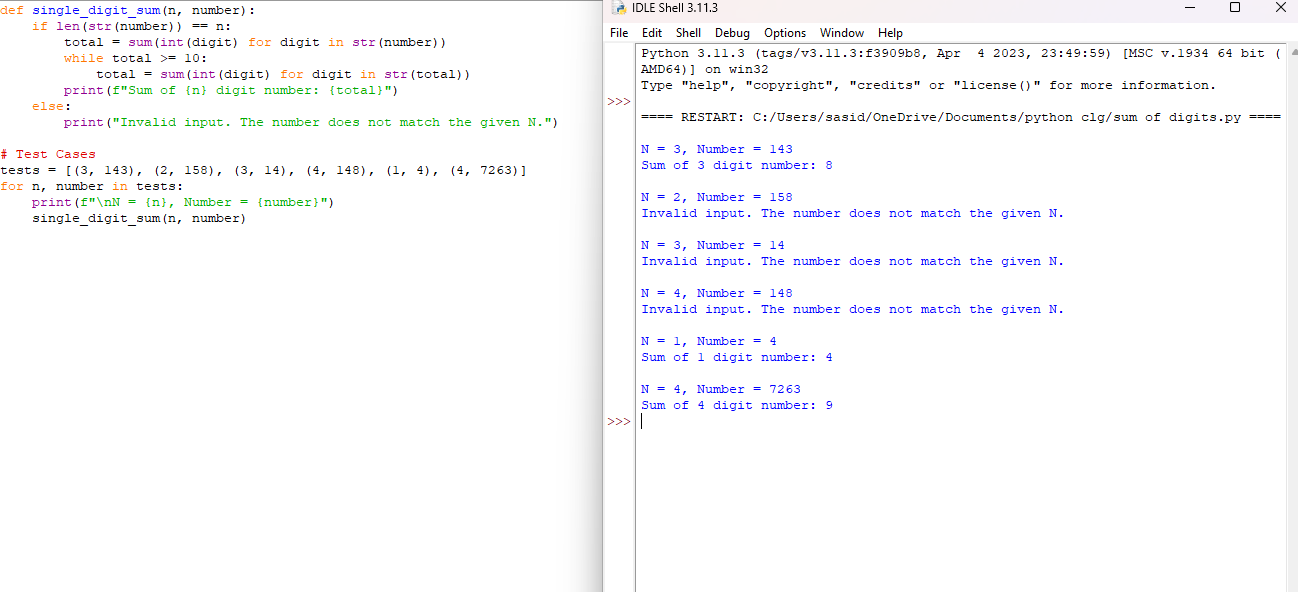 def single_digit_sum(n, number):
    if len(str(number)) == n:
        total = sum(int(digit) for digit in str(number))
        while total >= 10:
            total = sum(int(digit) for digit in str(total))
        print(f"Sum of {n} digit number: {total}")
    else:
        print("Invalid input. The number does not match the given N.")

# Test Cases
tests = [(3, 143), (2, 158), (3, 14), (4, 148), (1, 4), (4, 7263)]
for n, number in tests:
    print(f"\nN = {n}, Number = {number}")
    single_digit_sum(n, number)

IDLE Shell 3.11.3
File Edit Shell Debug Options Window Help
Python 3.11.3 (tags/v3.11.3:f3909b8, Apr  4 2023, 23:49:59) [MSC v.1934 64 bit (
AMD64)] on win32
Type "help", "copyright", "credits" or "license()" for more information.
>>>
==== RESTART: C:/Users/sasid/OneDrive/Documents/python clg/sum of digits.py ====

N = 3, Number = 143
Sum of 3 digit number: 8

N = 2, Number = 158
Invalid input. The number does not match the given N.

N = 3, Number = 14
Invalid input. The number does not match the given N.

N = 4, Number = 148
Invalid input. The number does not match the given N.

N = 1, Number = 4
Sum of 1 digit number: 4

N = 4, Number = 7263
Sum of 4 digit number: 9
>>>